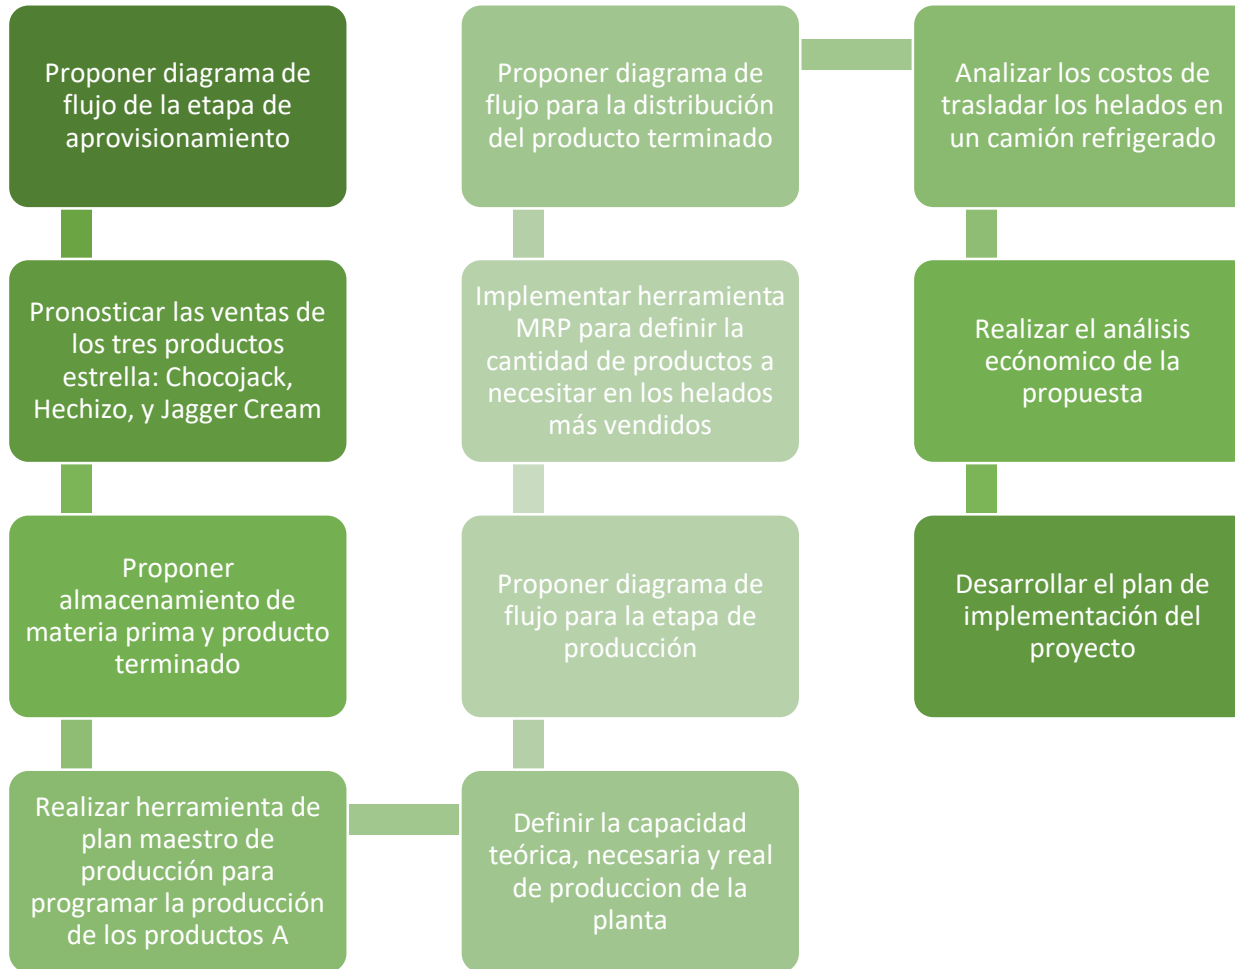 Proponer diagrama de
flujo de la etapa de
aprovisionamiento
Pronosticar las ventas de
los tres productos
estrella: Chocojack,
Hechizo, y Jagger Cream
Proponer
almacenamiento de
materia prima y producto
terminado
Realizar herramienta de
plan maestro de
producción para
programar la producción
de los productos A
Definir la capacidad
teórica, necesaria y real
de produccion de la
planta
Proponer diagrama de
flujo para la etapa de
producción
Implementar herramienta
MRP para definir la
cantidad de productos a
necesitar en los helados
más vendidos
Proponer diagrama de
flujo para la distribución
del producto terminado
Analizar los costos de
trasladar los helados en
un camión refrigerado
Realizar el análisis
ecónomico de la
propuesta
Desarrollar el plan de
implementación del
proyecto